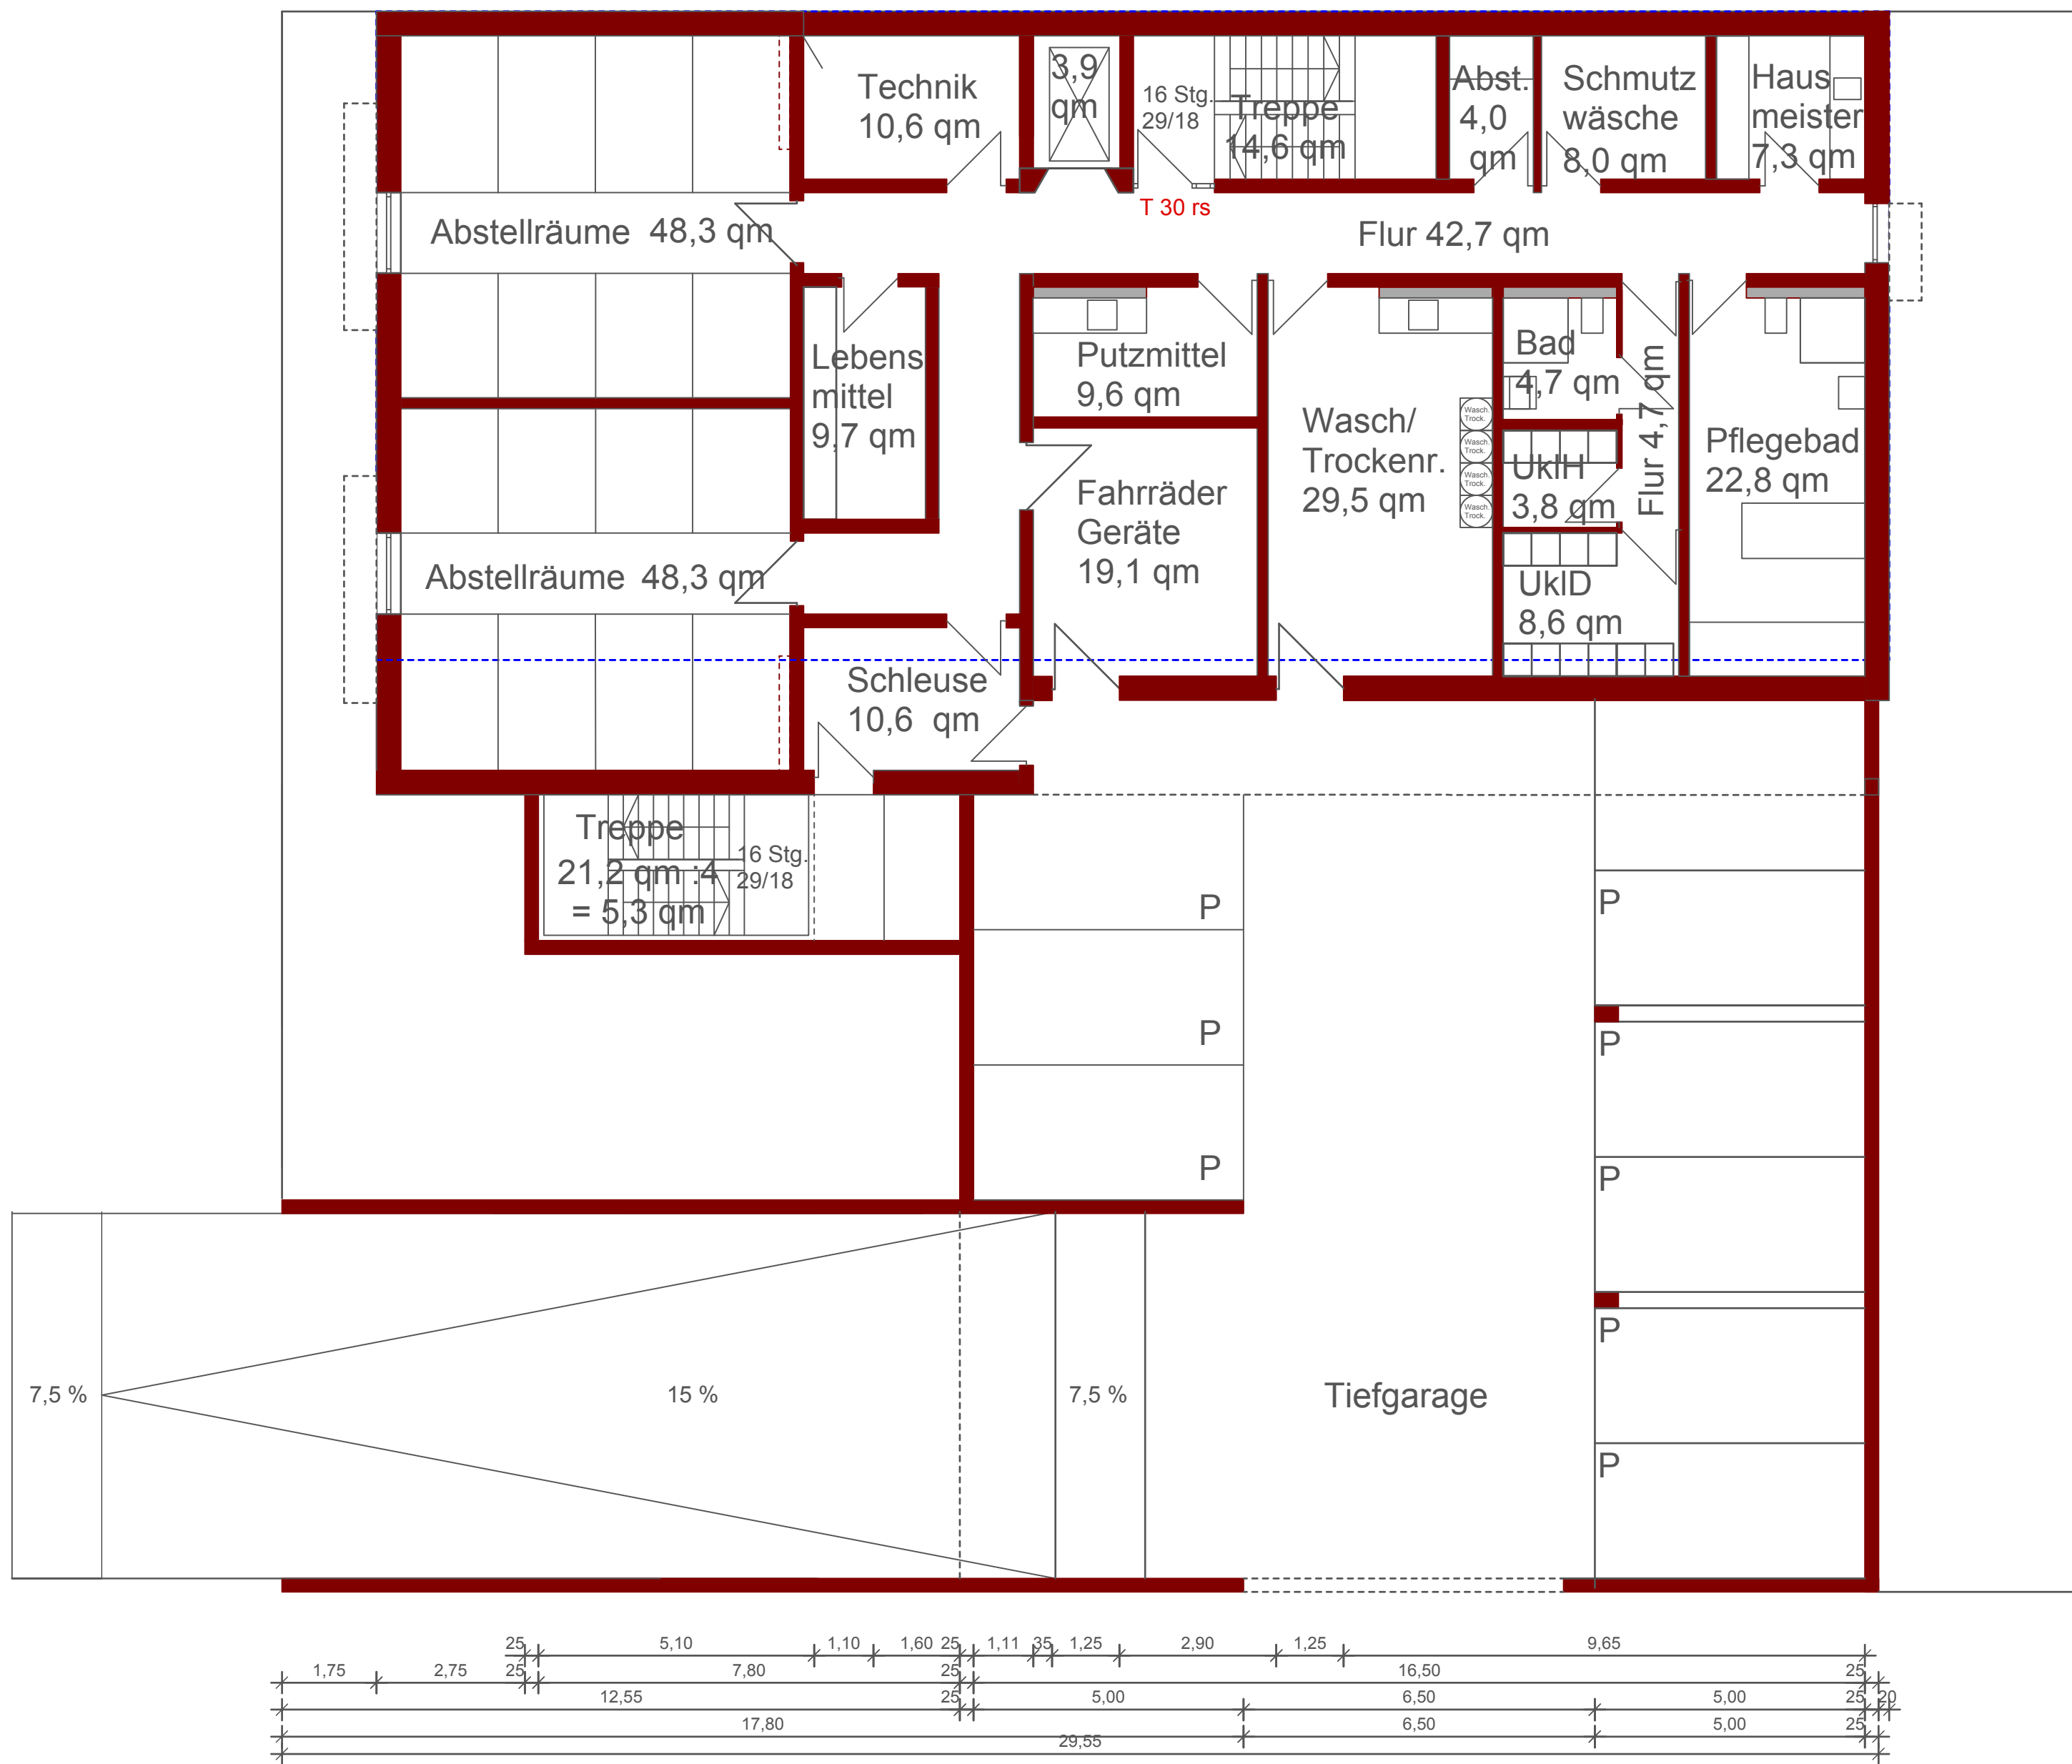 Technik
10,6 qm
3,9
qm
16 Stg.
29/18
Treppe
14,6 qm
Abst.
4,0
qm
Schmutz
wäsche
8,0 qm
Haus
meister
7,3 qm
T 30 rs
Abstellräume 48,3 qm
Flur 42,7 qm
Lebens
mittel
9,7 qm
Putzmittel
9,6 qm
Wasch/
Trockenr.
29,5 qm
Wasch.
Trock.
Wasch.
Trock.
Wasch.
Trock.
Wasch.
Trock.
Bad
4,7 qm
Flur 4,7 qm
UklH
3,8 qm
Pflegebad
22,8 qm
Fahrräder
Geräte
19,1 qm
Abstellräume 48,3 qm
UklD
8,6 qm
Schleuse
10,6 qm
Treppe
21,2 qm :4
= 5,3 qm
16 Stg.
29/18
P
P
P
P
P
P
P
P
7,5 %
15 %
7,5 %
Tiefgarage
25 5,10 1,10 1,60 25 1,11 35 1,25 2,90 1,25 9,65
1,75 2,75 25 7,80 25 16,50 25
12,55 25 5,00 6,50 5,00 25 20
17,80 6,50 5,00 25
29,55